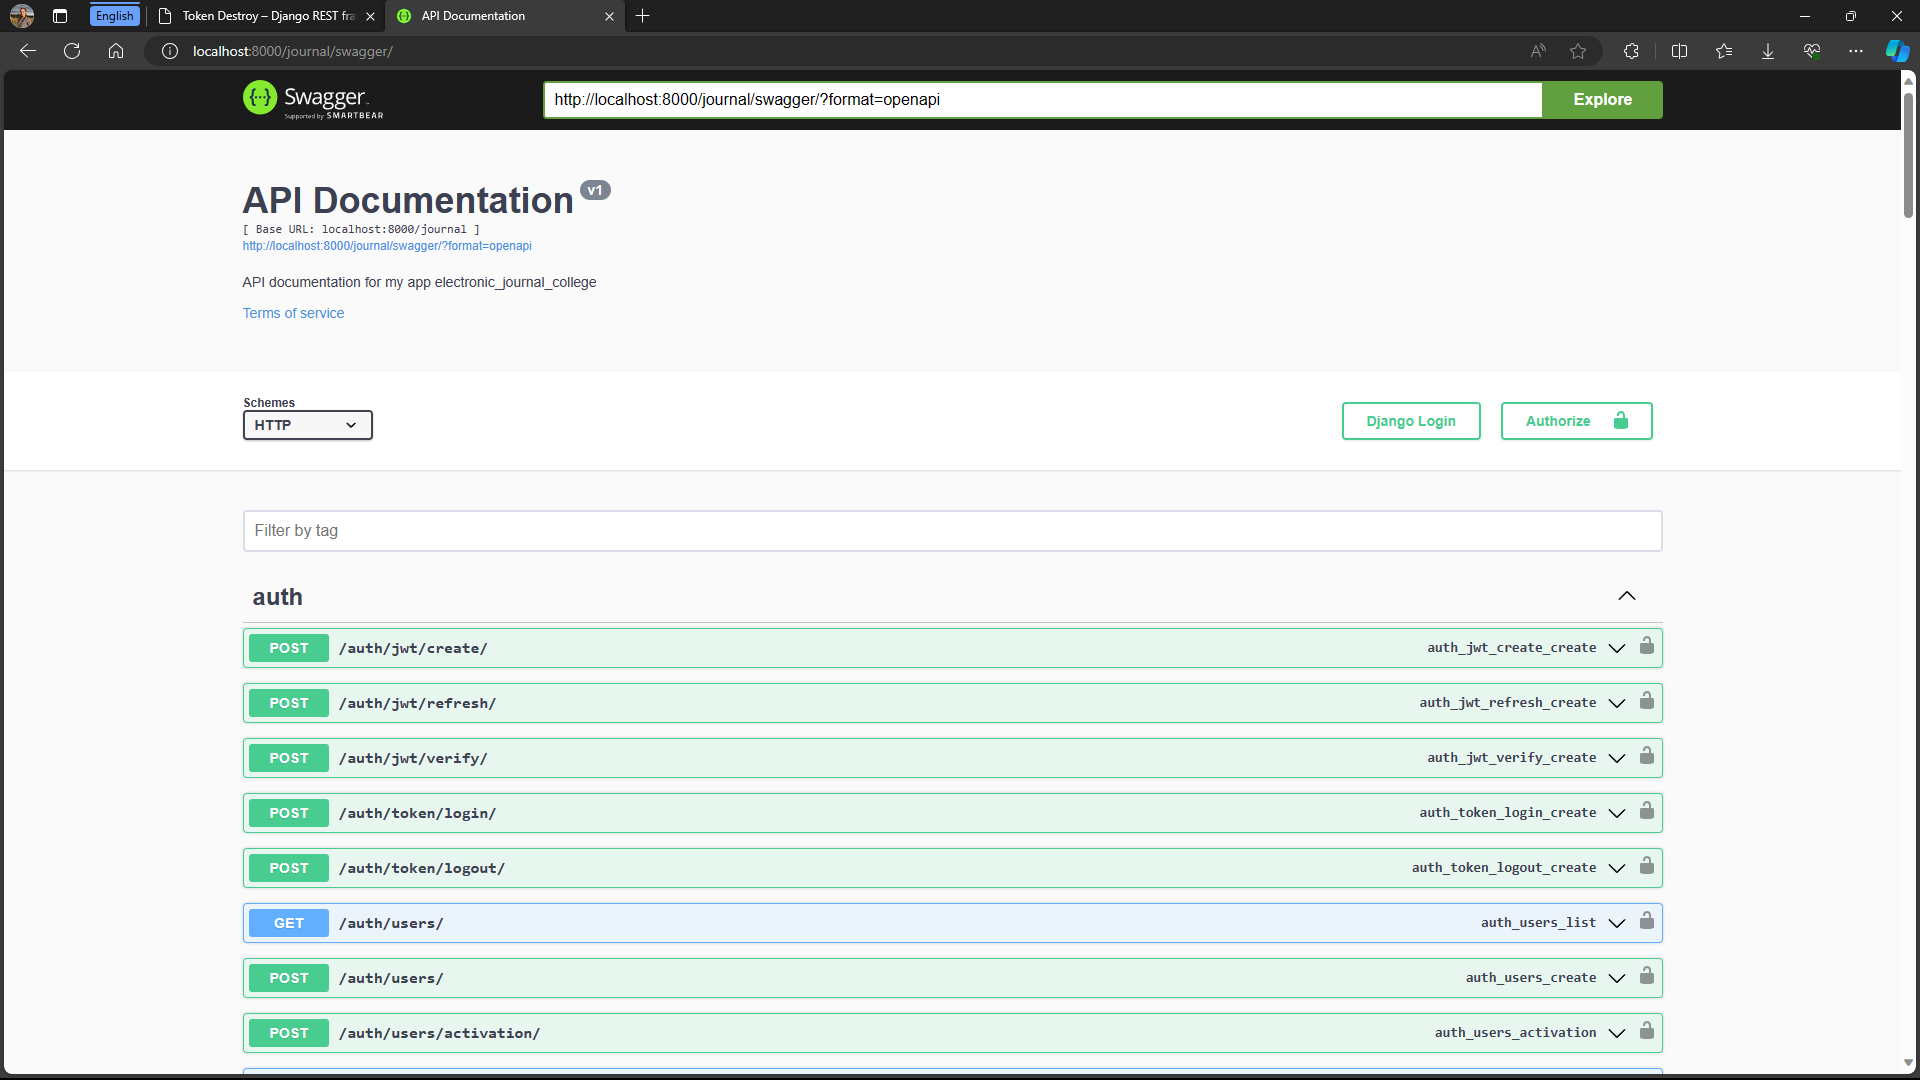 English
Token Destroy – Django REST fra
API Documentation
localhost:8000/journal/swagger/
Swagger
Supported by SMARTBEAR
http://localhost:8000/journal/swagger/?format=openapi
Explore
API Documentation v1
[ Base URL: localhost:8000/journal ]
http://localhost:8000/journal/swagger/?format=openapi
API documentation for my app electronic_journal_college
Terms of service
Schemes
HTTP
Django Login
Authorize
Filter by tag
auth
POST /auth/jwt/create/ auth_jwt_create_create
POST /auth/jwt/refresh/ auth_jwt_refresh_create
POST /auth/jwt/verify/ auth_jwt_verify_create
POST /auth/token/login/ auth_token_login_create
POST /auth/token/logout/ auth_token_logout_create
GET /auth/users/ auth_users_list
POST /auth/users/ auth_users_create
POST /auth/users/activation/ auth_users_activation